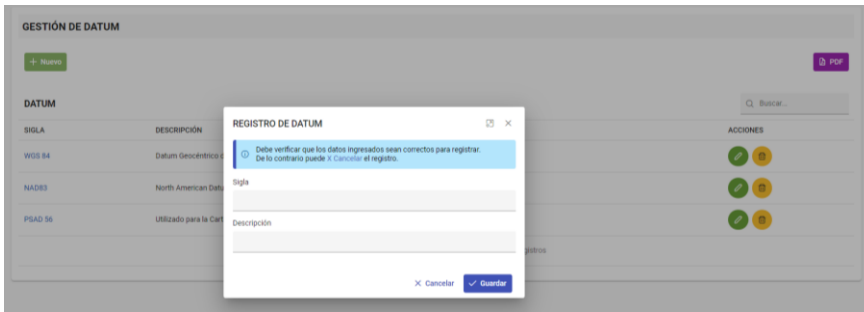 GESTIÓN DE DATUM
+ Nuevo
PDF
DATUM
Buscar...
SIGLA DESCRIPCIÓN ACCIONES
WGS 84 Datum Geocéntrico
NAD83 North American Datu
PSAD 56 Utilizado para la Cart
gistros
REGISTRO DE DATUM
Debe verificar que los datos ingresados sean correctos para registrar.
De lo contrario puede X Cancelar el registro.
Sigla
Descripción
Cancelar
Guardar